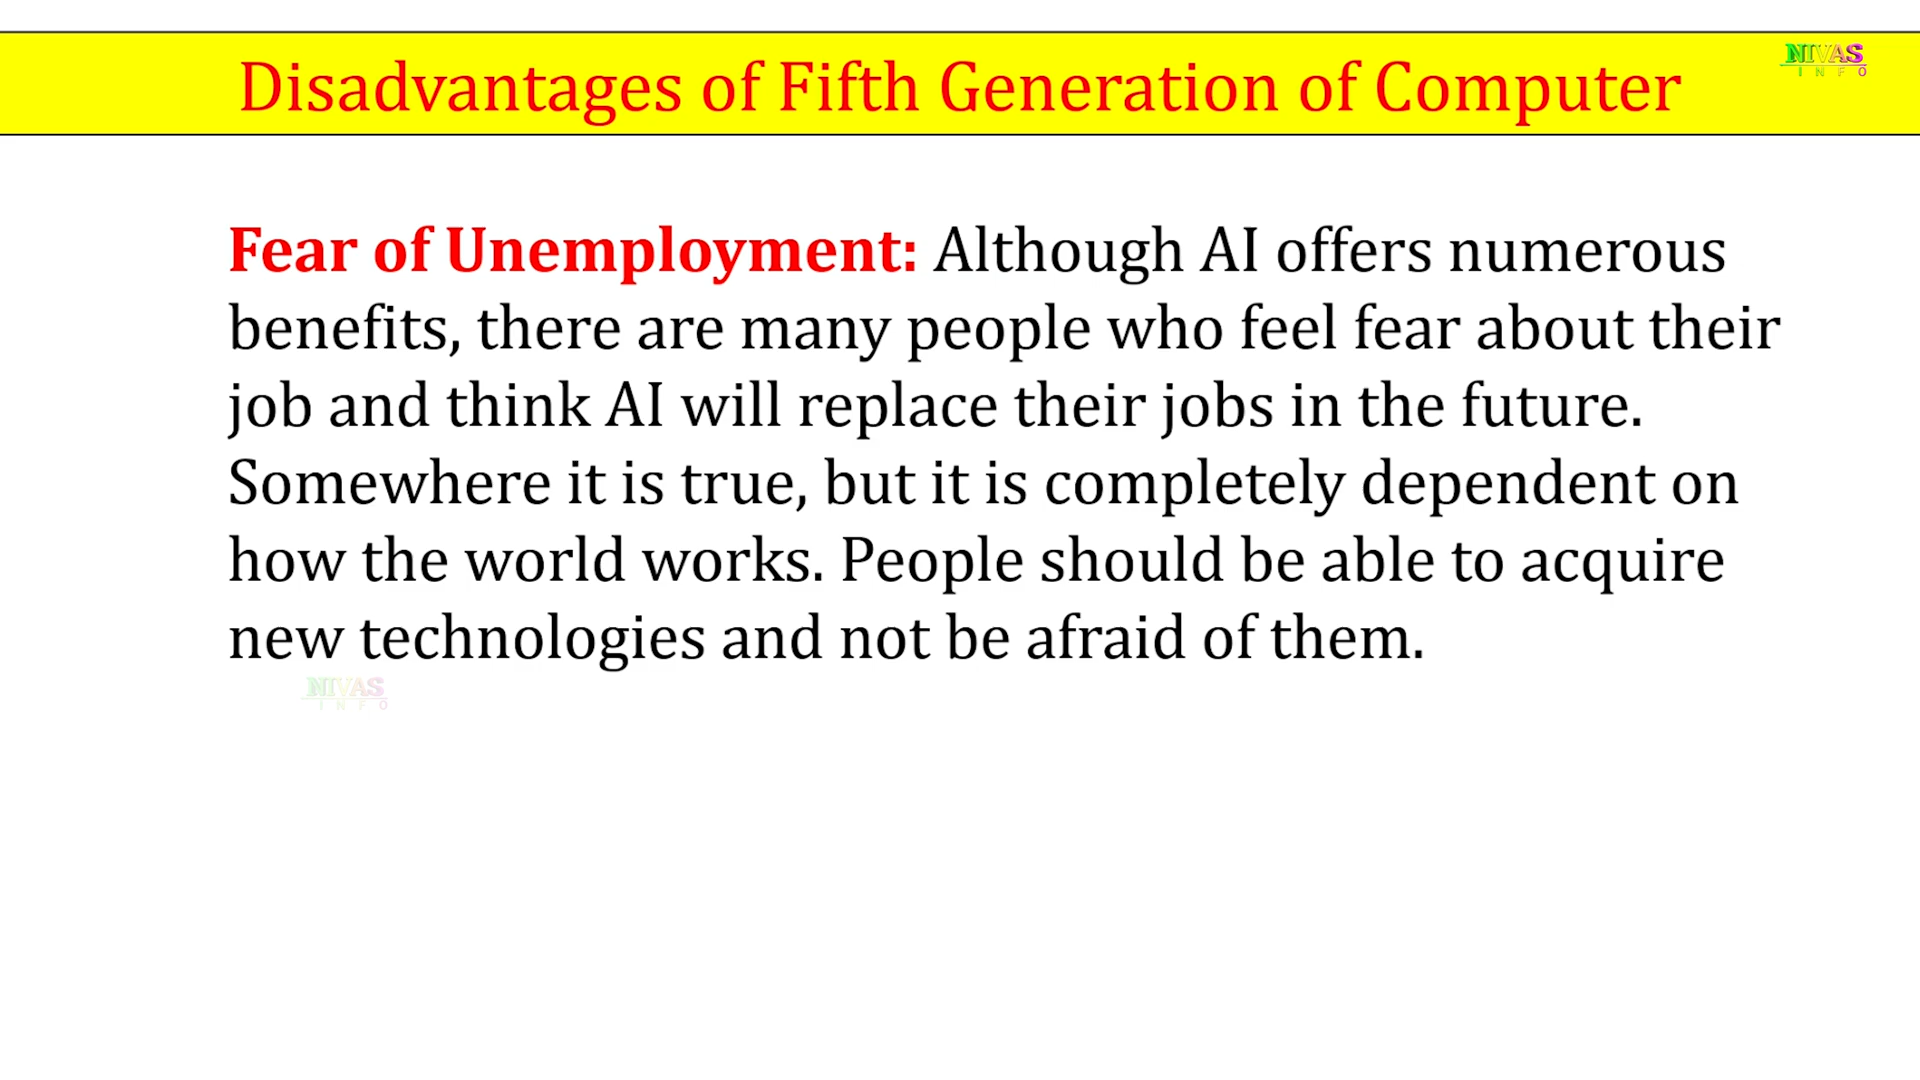 Disadvantages of Fifth Generation of Computer
NIVAS
INFO
Fear of Unemployment: Although AI offers numerous
benefits, there are many people who feel fear about their
job and think AI will replace their jobs in the future.
Somewhere it is true, but it is completely dependent on
how the world works. People should be able to acquire
new technologies and not be afraid of them.
NIVAS
INFO